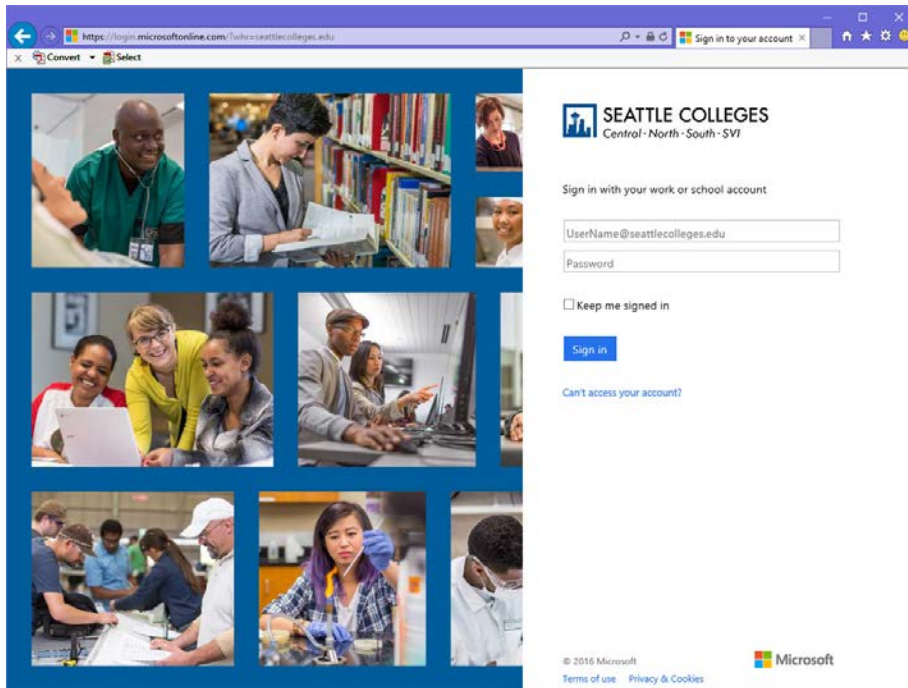 https://login.microsoftonline.com/?whr=seattlecolleges.edu
Sign in to your account
Convert
Select
SEATTLE COLLEGES
Central · North · South · SVI
Sign in with your work or school account
UserName@seattlecolleges.edu
Password
Keep me signed in
Sign in
Can't access your account?
© 2016 Microsoft
Microsoft
Terms of use Privacy & Cookies